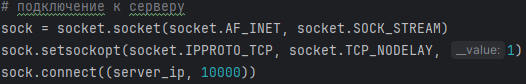 # подключение к серверу
sock = socket.socket(socket.AF_INET, socket.SOCK_STREAM)
sock.setsockopt(socket.IPPROTO_TCP, socket.TCP_NODELAY, __value: 1)
sock.connect((server_ip, 10000))